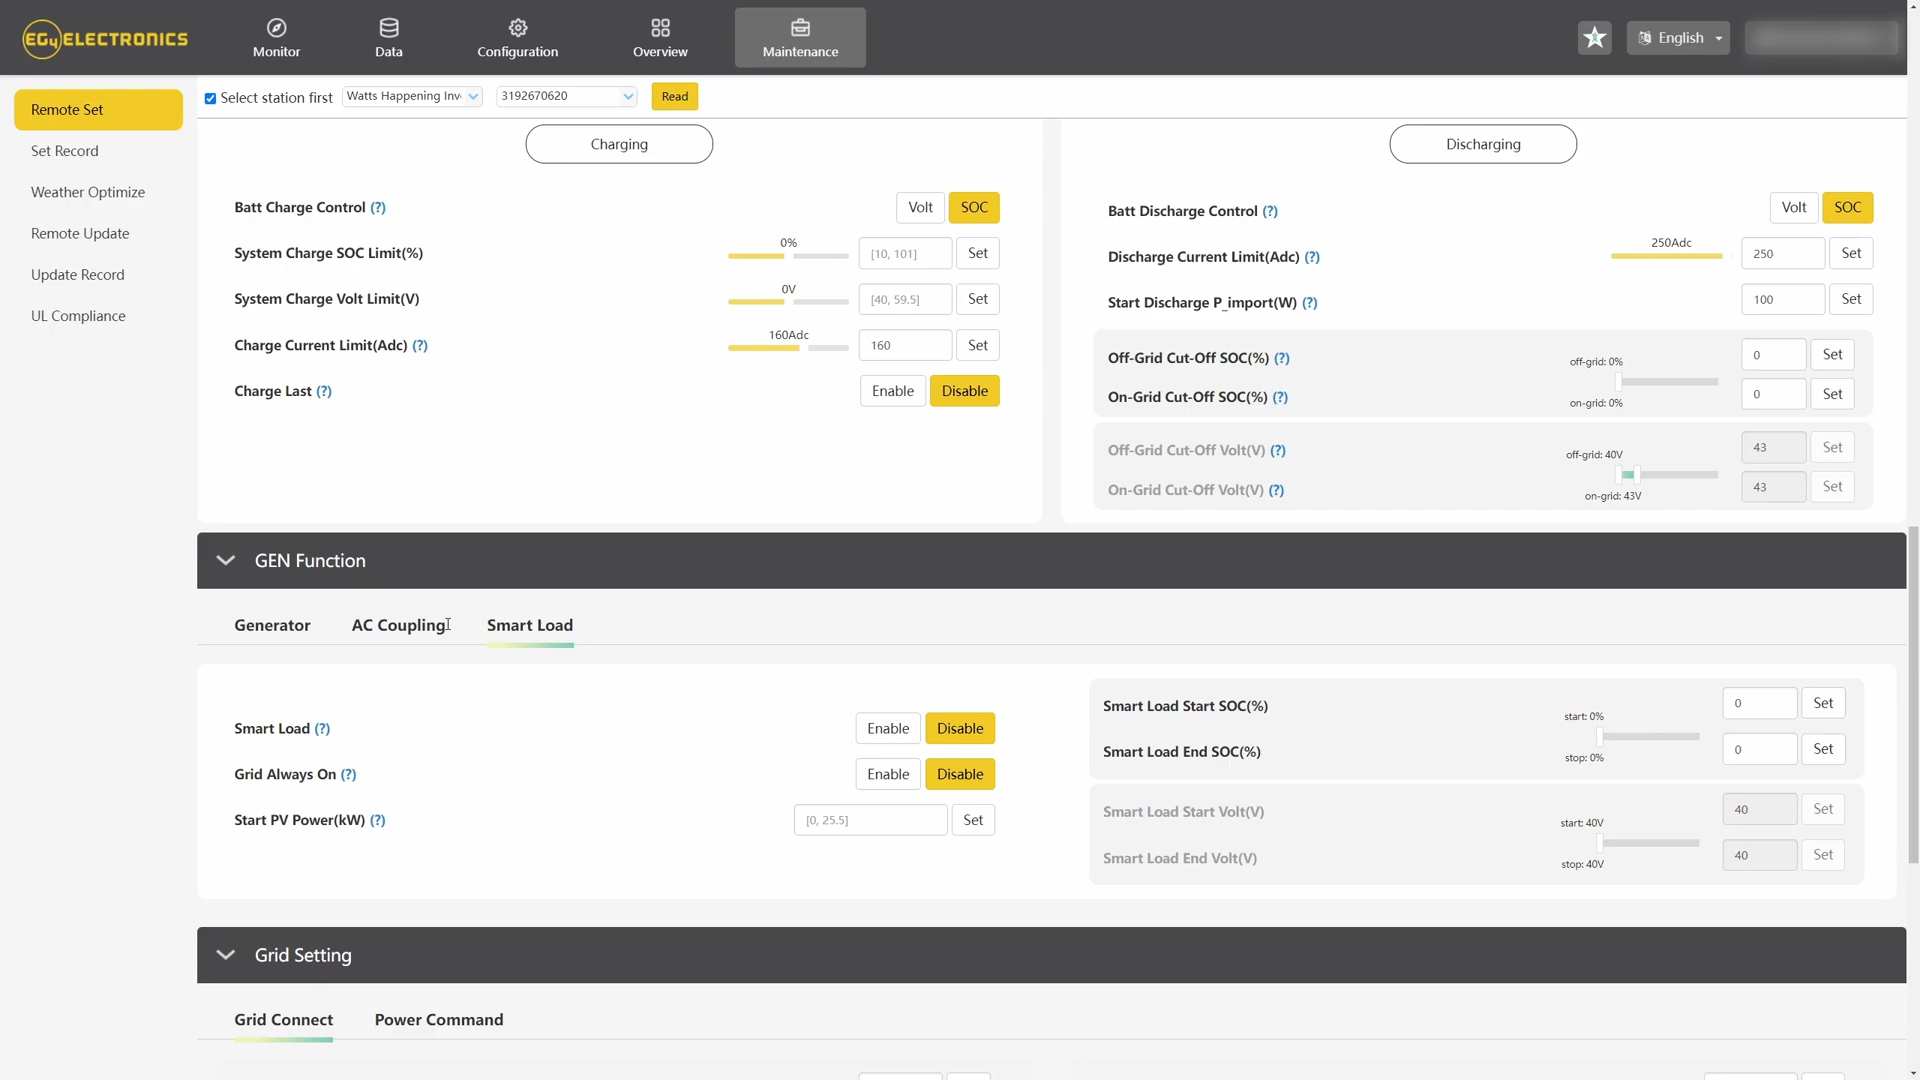 EG4 ELECTRONICS
Monitor
Data
Configuration
Overview
Maintenance
English
Remote Set
Set Record
Weather Optimize
Remote Update
Update Record
UL Compliance
Select station first
Watts Happening Inv
3192670620
Read
Charging
Batt Charge Control (?)
Volt
SOC
System Charge SOC Limit(%)
0%
[10, 101]
Set
System Charge Volt Limit(V)
0V
[40, 59.5]
Set
Charge Current Limit(Adc) (?)
160Adc
160
Set
Charge Last (?)
Enable
Disable
Discharging
Batt Discharge Control (?)
Volt
SOC
Discharge Current Limit(Adc) (?)
250Adc
250
Set
Start Discharge P_import(W) (?)
100
Set
Off-Grid Cut-Off SOC(%) (?)
off-grid: 0%
0
Set
On-Grid Cut-Off SOC(%) (?)
on-grid: 0%
0
Set
Off-Grid Cut-Off Volt(V) (?)
off-grid: 40V
43
Set
On-Grid Cut-Off Volt(V) (?)
on-grid: 43V
43
Set
GEN Function
Generator
AC Coupling
Smart Load
Smart Load (?)
Enable
Disable
Grid Always On (?)
Enable
Disable
Start PV Power(kW) (?)
[0, 25.5]
Set
Smart Load Start SOC(%)
start: 0%
0
Set
Smart Load End SOC(%)
stop: 0%
0
Set
Smart Load Start Volt(V)
start: 40V
40
Set
Smart Load End Volt(V)
stop: 40V
40
Set
Grid Setting
Grid Connect
Power Command